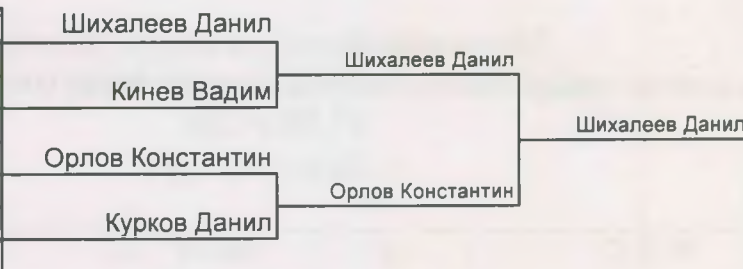 Шихалеев Данил
Шихалеев Данил
Кинев Вадим
Шихалеев Данил
Орлов Константин
Орлов Константин
Курков Данил